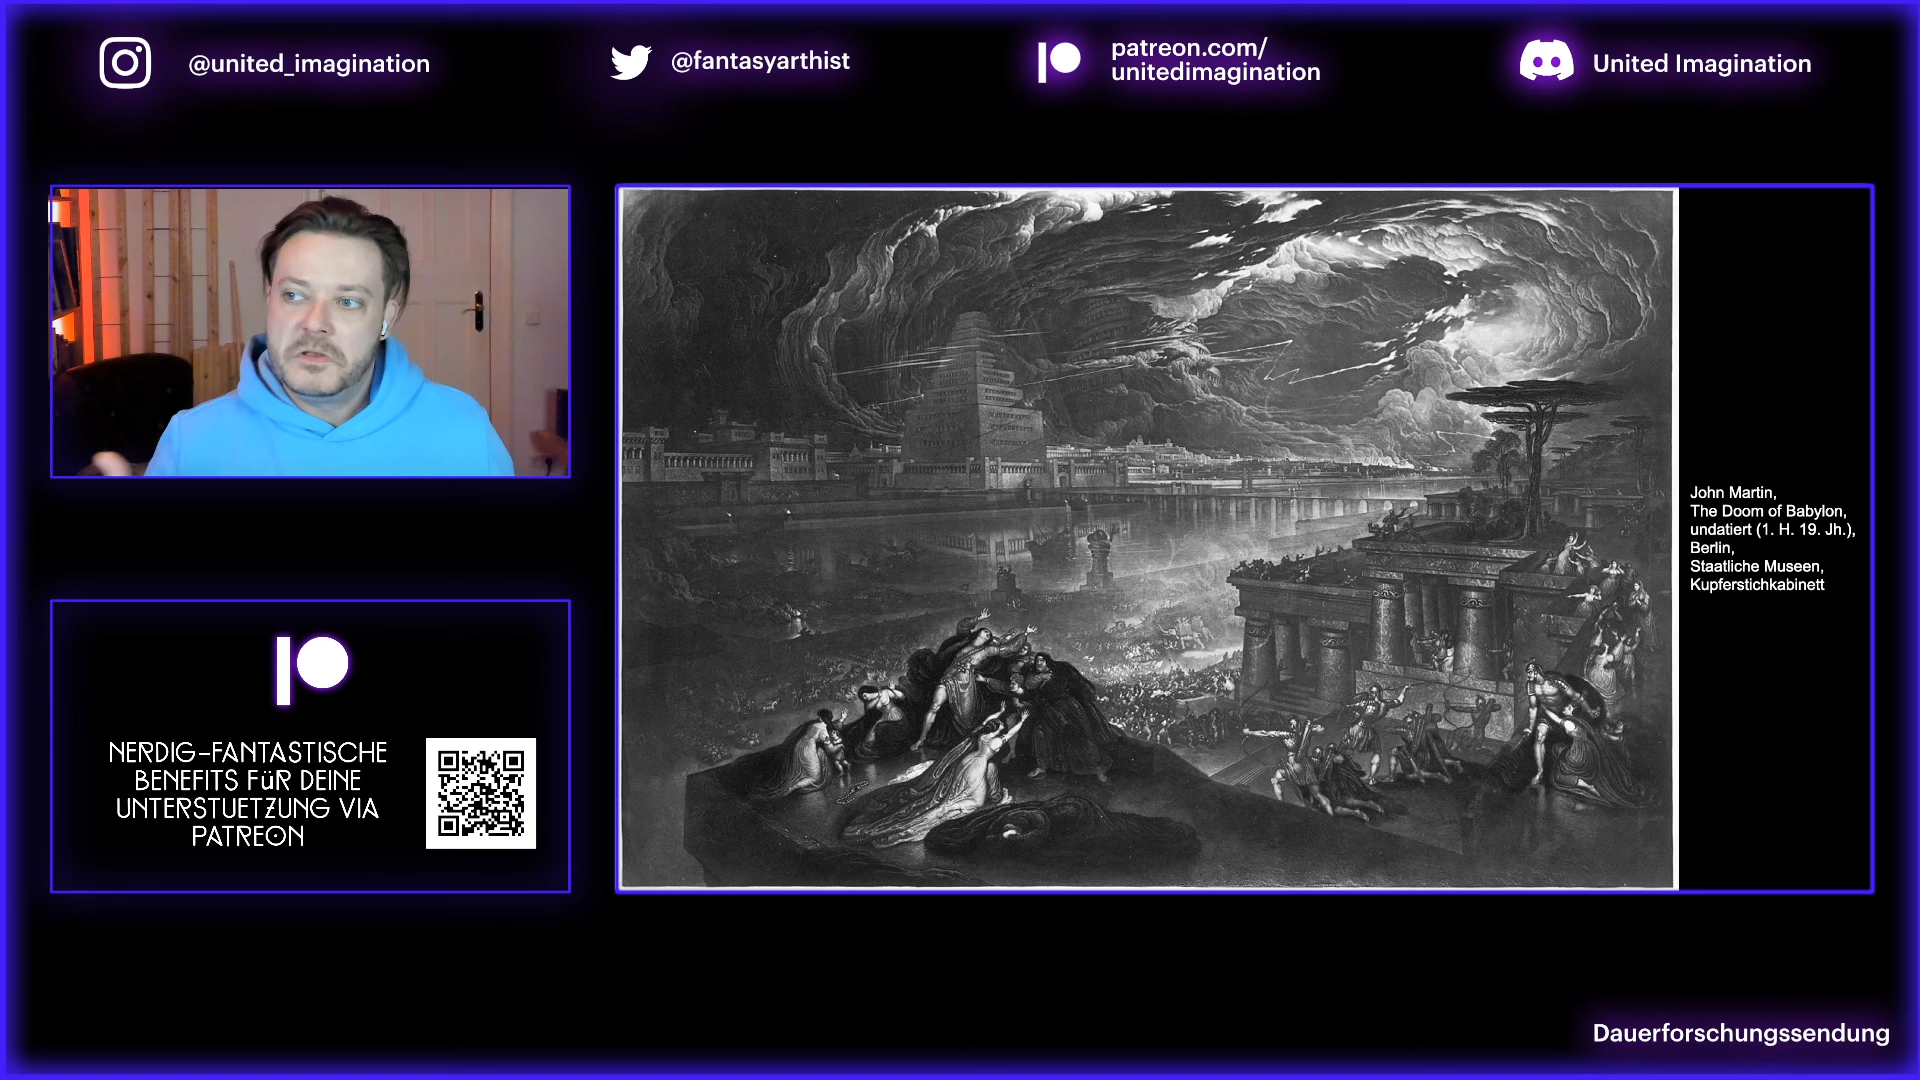 @united_imagination
@fantasyarthist
patreon.com/
unitedimagination
United Imagination
John Martin,
The Doom of Babylon,
undatiert (1. H. 19. Jh.),
Berlin,
Staatliche Museen,
Kupferstichkabinett
NERDIG-FANTASTISCHE
BENEFITS FüR DEINE
UNTERSTUETZUNG VIA
PATREON
Dauerforschungssendung